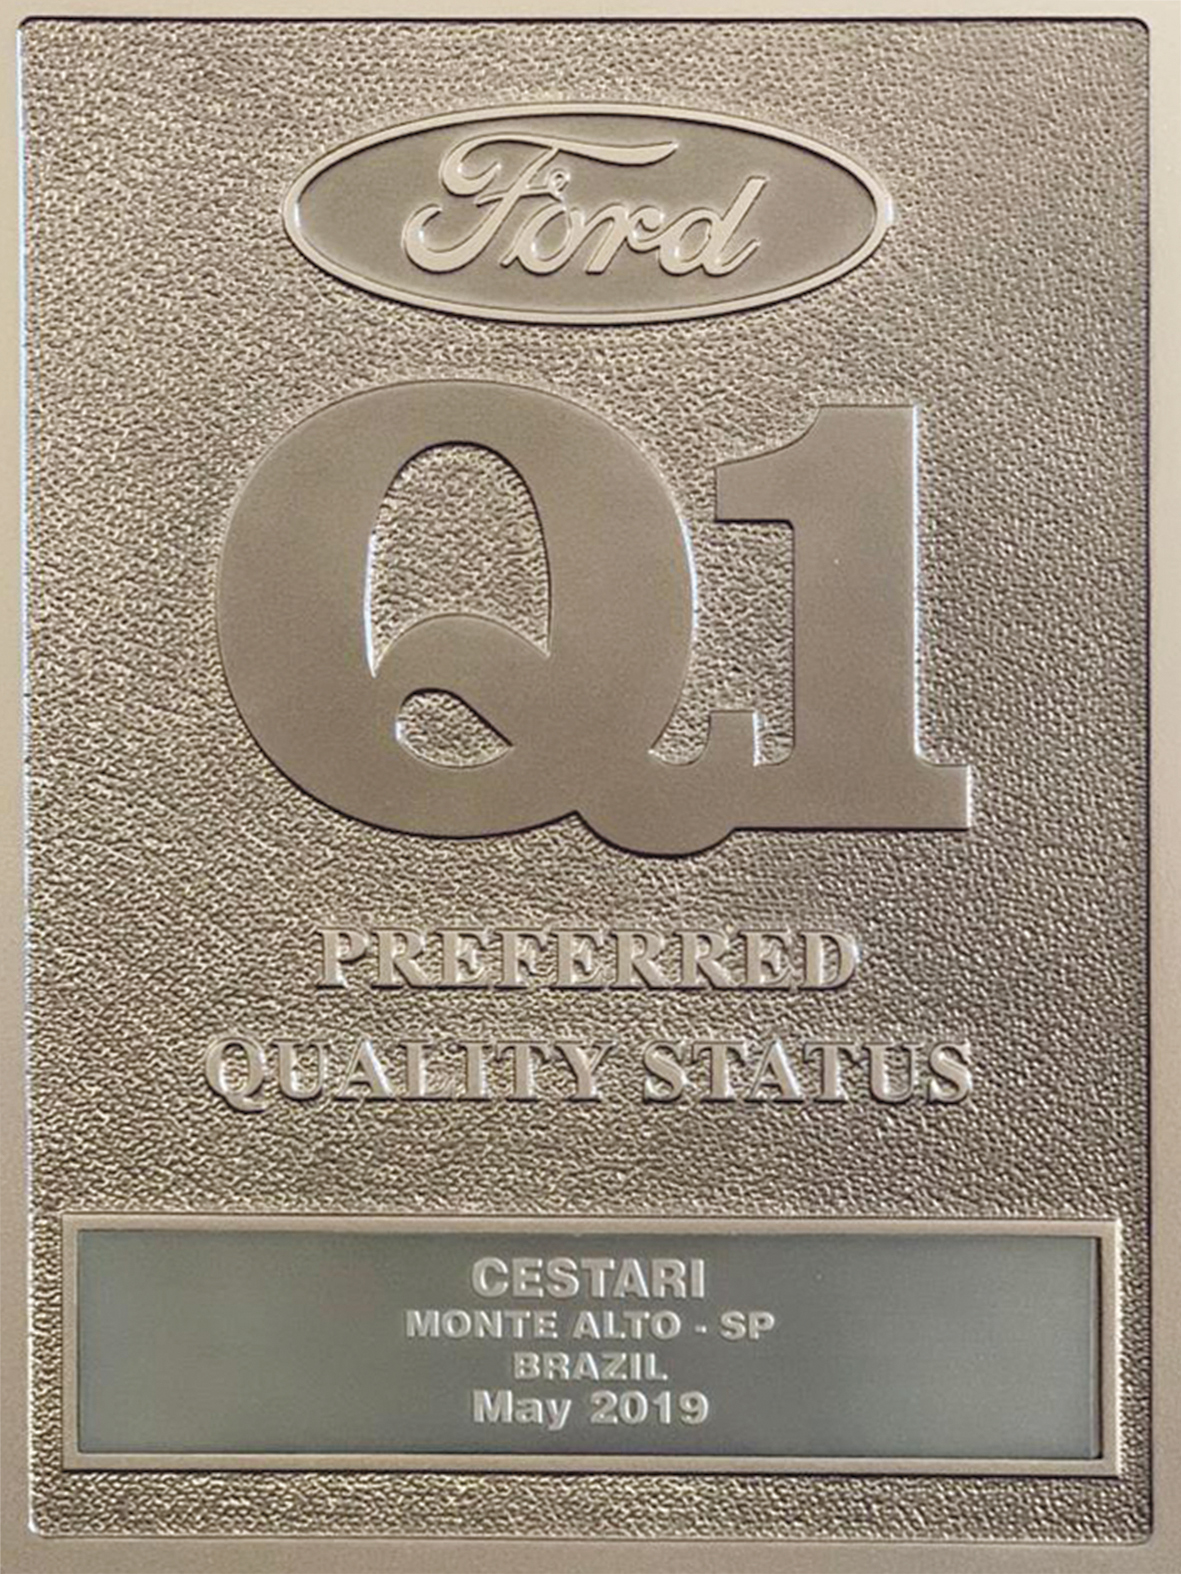 Ford
Q1
PREFERRED
QUALITY STATUS
CESTARI
MONTE ALTO - SP
BRAZIL
May 2019